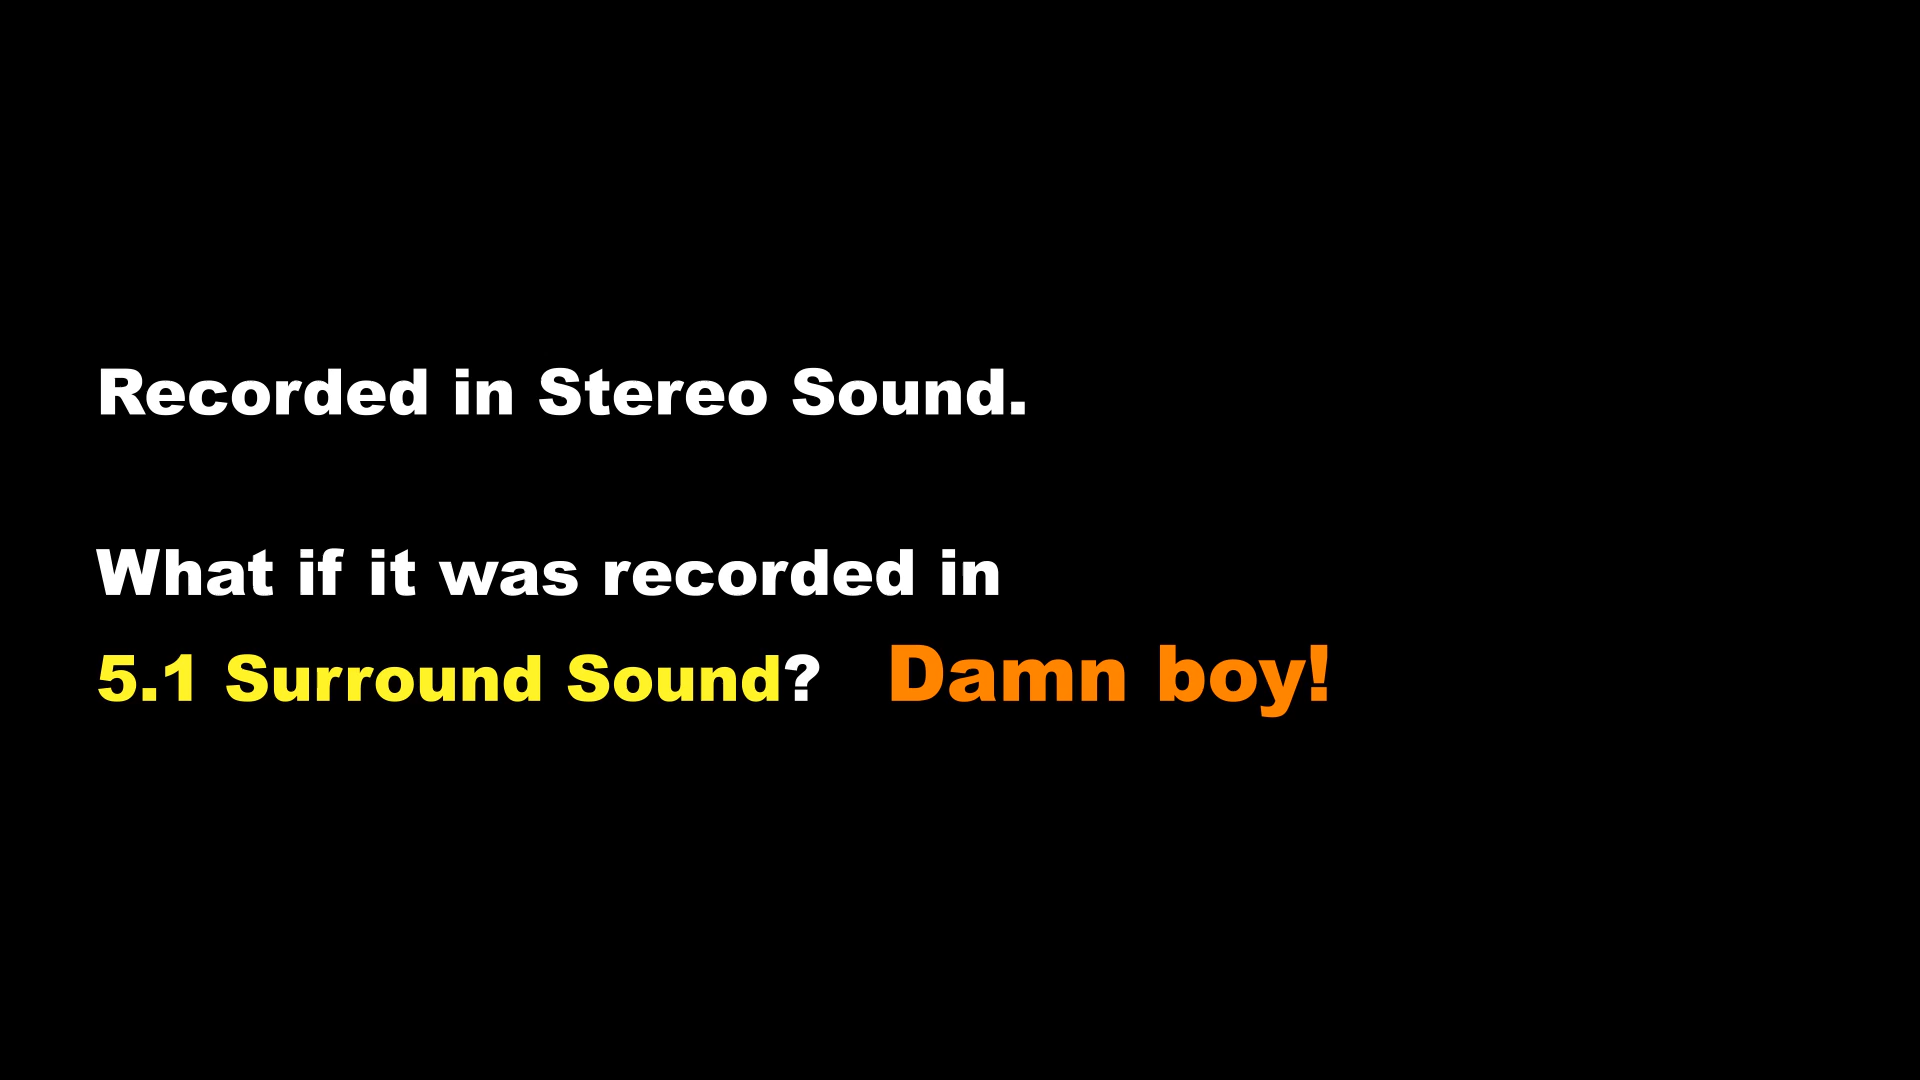 Recorded in Stereo Sound.
What if it was recorded in
5.1 Surround Sound? Damn boy!